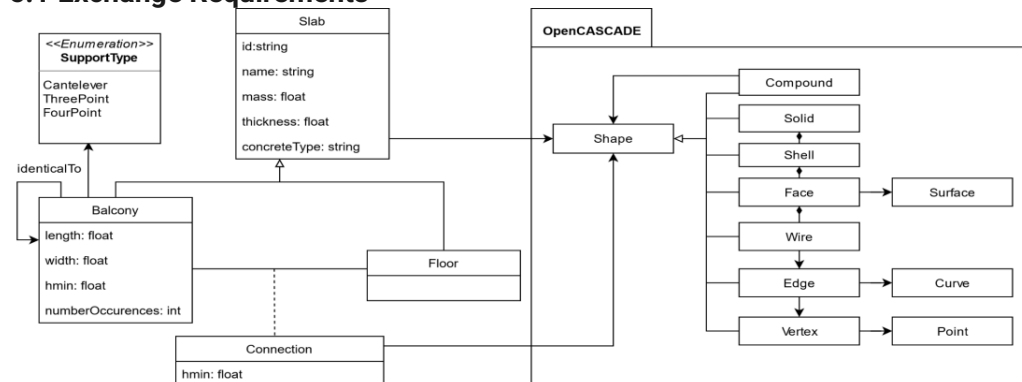 Slab
id:string
name: string
mass: float
thickness: float
concreteType: string
<<Enumeration>>
SupportType
Cantelever
ThreePoint
FourPoint
identicalTo
Balcony
length: float
width: float
hmin: float
numberOccurences: int
Floor
Connection
hmin: float
OpenCASCADE
Shape
Compound
Solid
Shell
Face
Surface
Wire
Edge
Curve
Vertex
Point